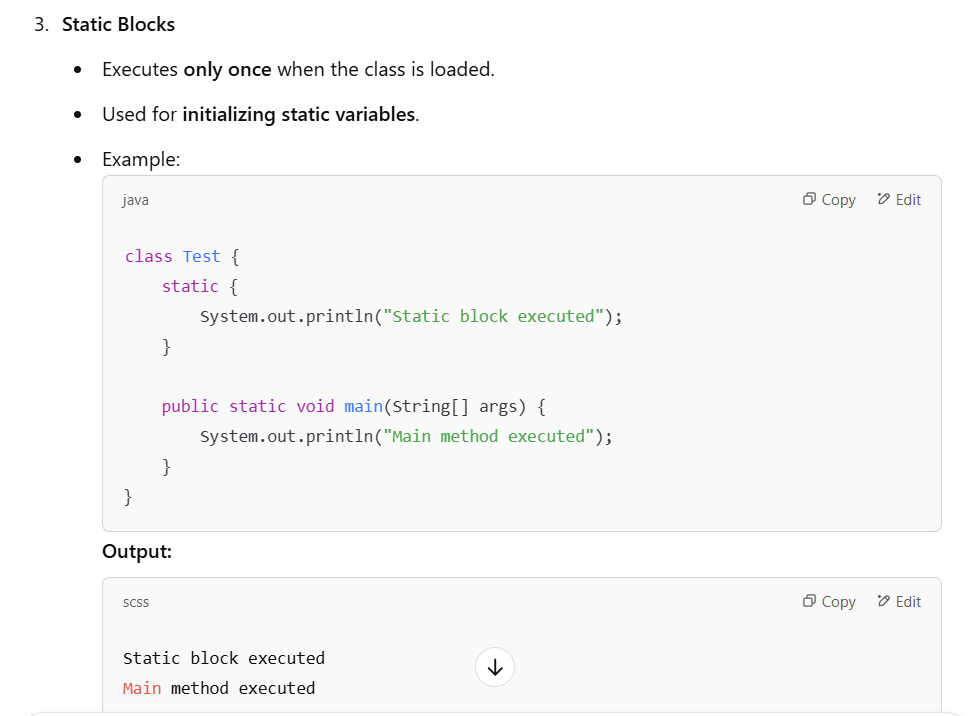 3. Static Blocks
• Executes only once when the class is loaded.
• Used for initializing static variables.
• Example:
java Copy Edit
class Test {
    static {
        System.out.println("Static block executed");
    }

    public static void main(String[] args) {
        System.out.println("Main method executed");
    }
}
Output:
scss Copy Edit
Static block executed
Main method executed